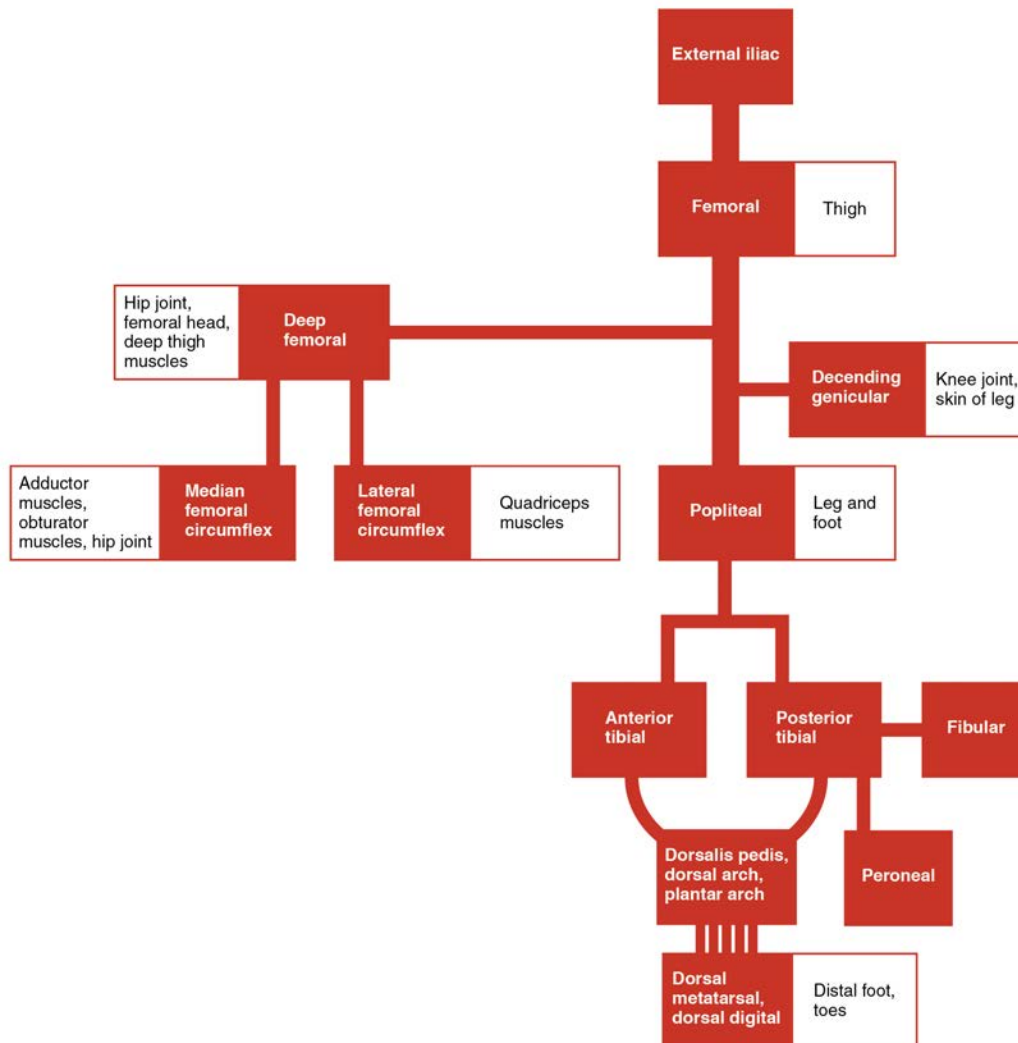 External iliac
Femoral
Thigh
Hip joint,
femoral head,
deep thigh
muscles
Deep
femoral
Decending
genicular
Knee joint,
skin of leg
Adductor
muscles,
obturator
muscles, hip joint
Median
femoral
circumflex
Lateral
femoral
circumflex
Quadriceps
muscles
Popliteal
Leg and
foot
Anterior
tibial
Posterior
tibial
Fibular
Dorsalis pedis,
dorsal arch,
plantar arch
Peroneal
Dorsal
metatarsal,
dorsal digital
Distal foot,
toes